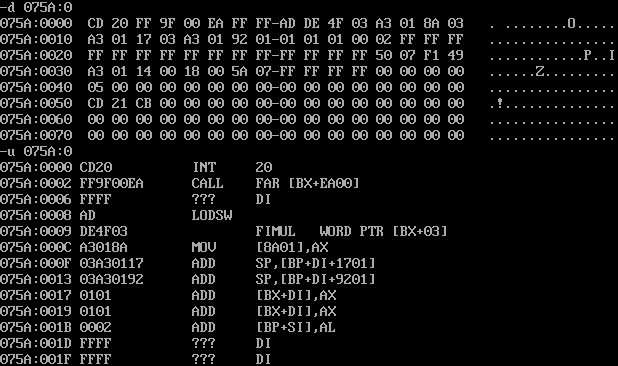 -d 075A:0
075A:0000 CD 20 FF 9F 00 EA FF FF-AD DE 4F 03 A3 01 8A 03 . ........O.....
075A:0010 A3 01 17 03 A3 01 92 01-01 01 01 00 02 FF FF FF ................
075A:0020 FF FF FF FF FF FF FF FF-FF FF FF FF 50 07 F1 49 ............P..I
075A:0030 A3 01 14 00 18 00 5A 07-FF FF FF FF 00 00 00 00 ......Z.........
075A:0040 05 00 00 00 00 00 00 00-00 00 00 00 00 00 00 00 ................
075A:0050 CD 21 CB 00 00 00 00 00-00 00 00 00 00 00 00 00 .!..............
075A:0060 00 00 00 00 00 00 00 00-00 00 00 00 00 00 00 00 ................
075A:0070 00 00 00 00 00 00 00 00-00 00 00 00 00 00 00 00 ................
-u 075A:0
075A:0000 CD20 INT 20
075A:0002 FF9F00EA CALL FAR [BX+EA00]
075A:0006 FFFF ??? DI
075A:0008 AD LODSW
075A:0009 DE4F03 FIMUL WORD PTR [BX+03]
075A:000C A3018A MOV [8A01],AX
075A:000F 03A30117 ADD SP,[BP+DI+1701]
075A:0013 03A30192 ADD SP,[BP+DI+9201]
075A:0017 0101 ADD [BX+DI],AX
075A:0019 0101 ADD [BX+DI],AX
075A:001B 0002 ADD [BP+SI],AL
075A:001D FFFF ??? DI
075A:001F FFFF ??? DI